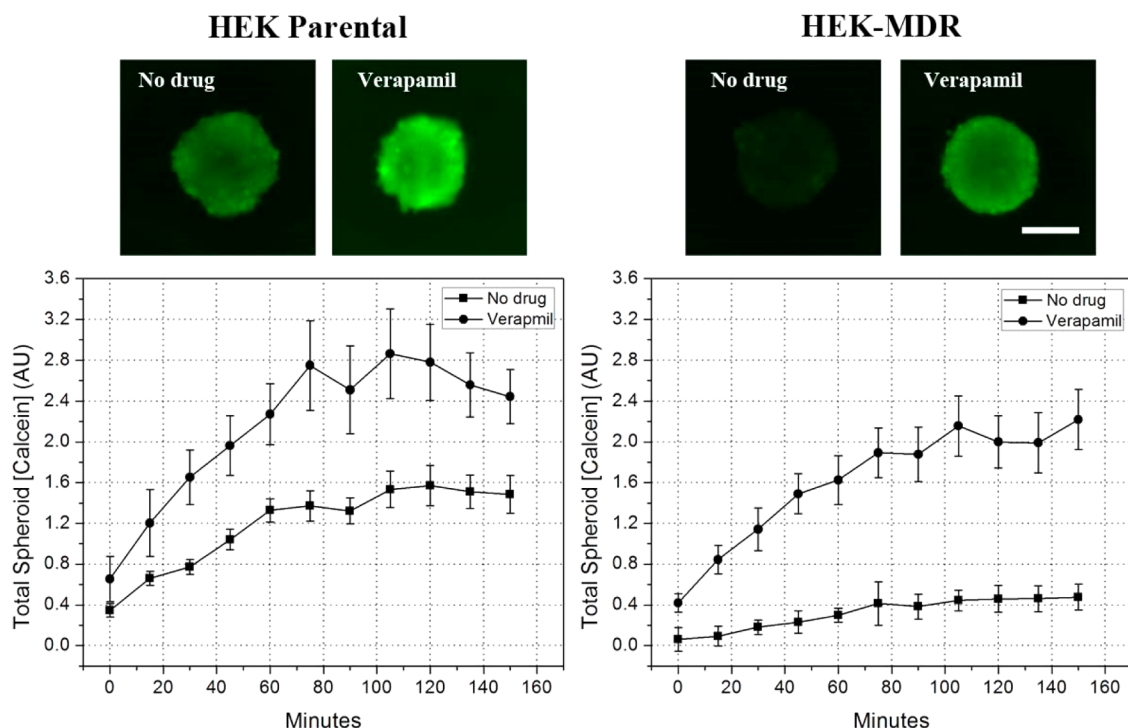 HEK Parental
HEK-MDR
No drug
Verapamil
No drug
Verapamil
3.6
3.2
2.8
2.4
2.0
1.6
1.2
0.8
0.4
0.0
Total Spheroid [Calcein] (AU)
No drug
Verapmil
0 20 40 60 80 100 120 140 160
Minutes
3.6
3.2
2.8
2.4
2.0
1.6
1.2
0.8
0.4
0.0
Total Spheroid [Calcein] (AU)
No drug
Verapamil
0 20 40 60 80 100 120 140 160
Minutes